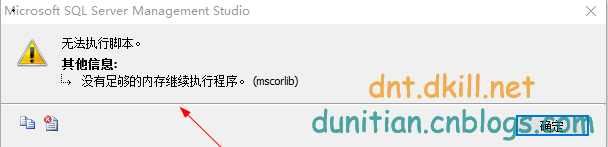 Microsoft SQL Server Management Studio
无法执行脚本。
其他信息:
没有足够的内存继续执行程序。 (mscorlib)
dnt.dkill.net
dunitian.cnblogs.com
确定